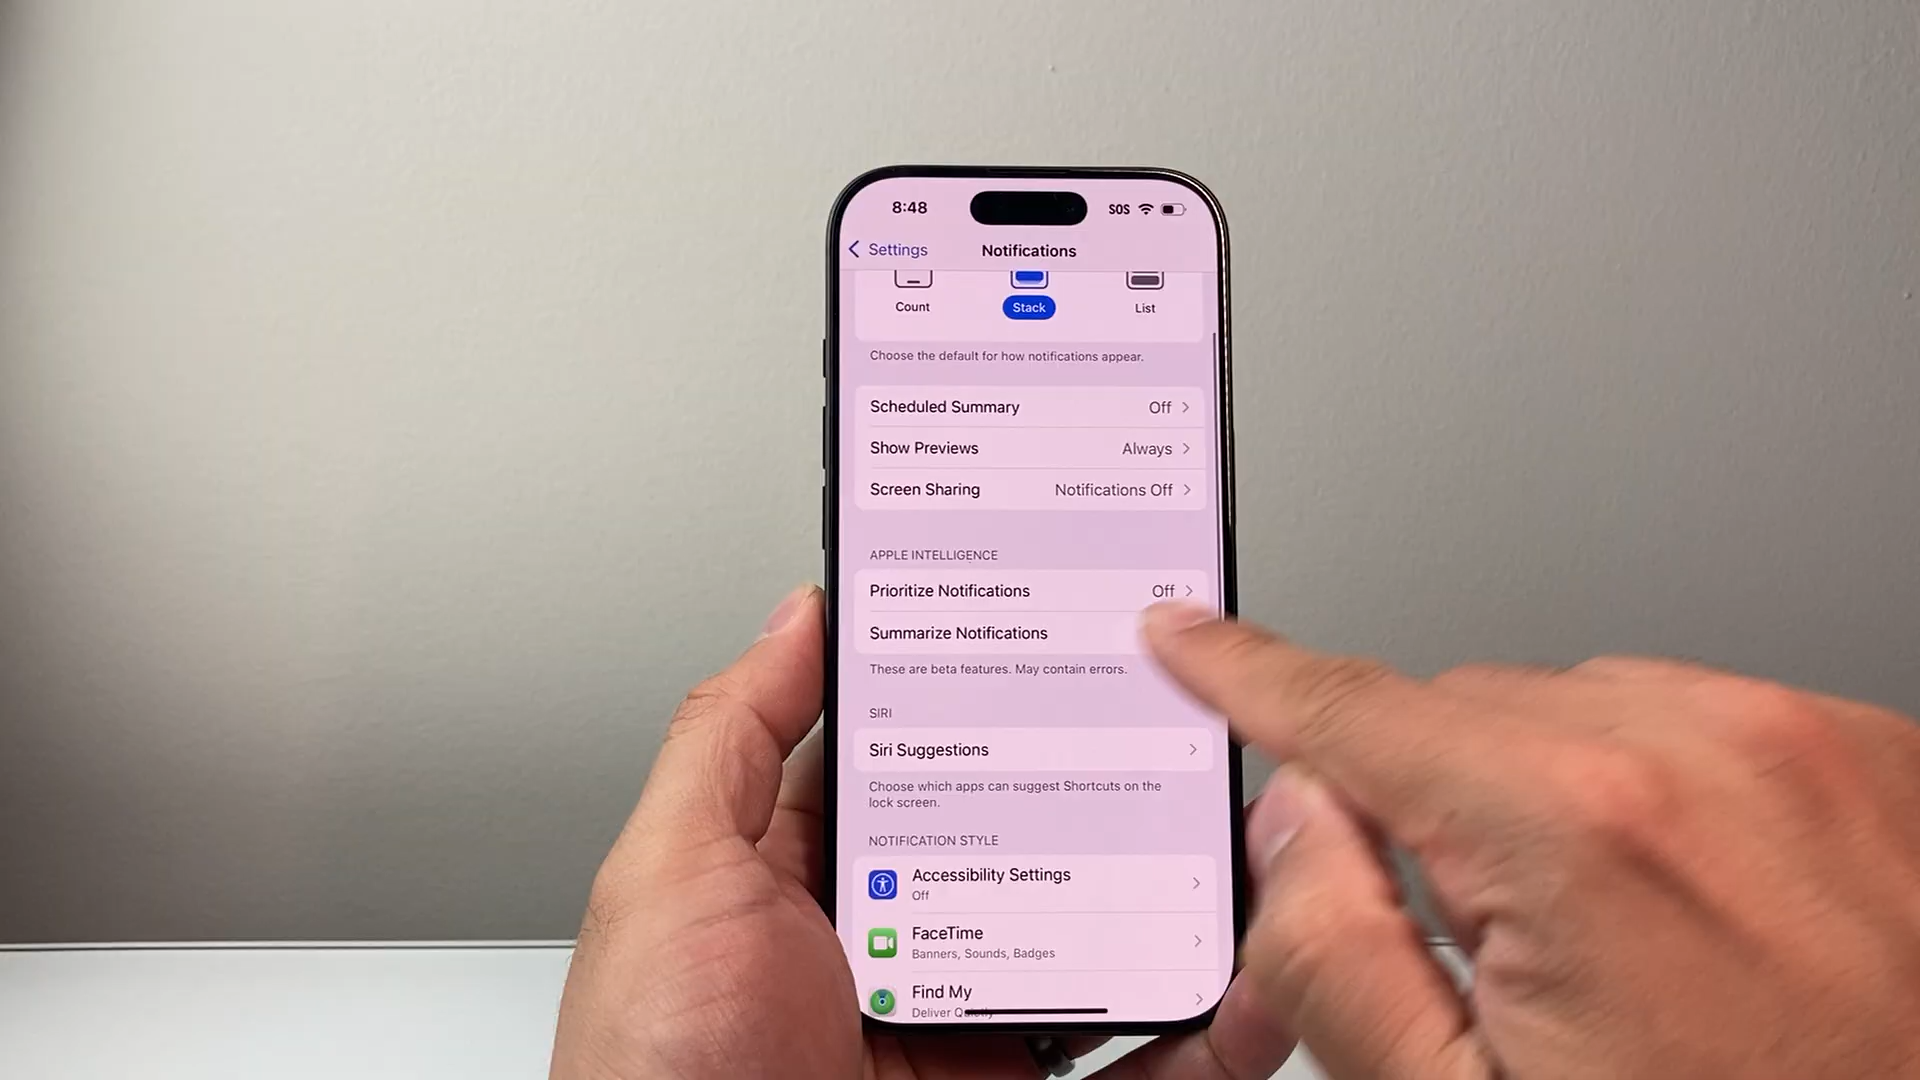 8:48
SOS
Settings
Notifications
Count
Stack
List
Choose the default for how notifications appear.
Scheduled Summary Off
Show Previews Always
Screen Sharing Notifications Off
APPLE INTELLIGENCE
Prioritize Notifications Off
Summarize Notifications
These are beta features. May contain errors.
SIRI
Siri Suggestions
Choose which apps can suggest Shortcuts on the
lock screen.
NOTIFICATION STYLE
Accessibility Settings
Off
FaceTime
Banners, Sounds, Badges
Find My
Deliver Quietly